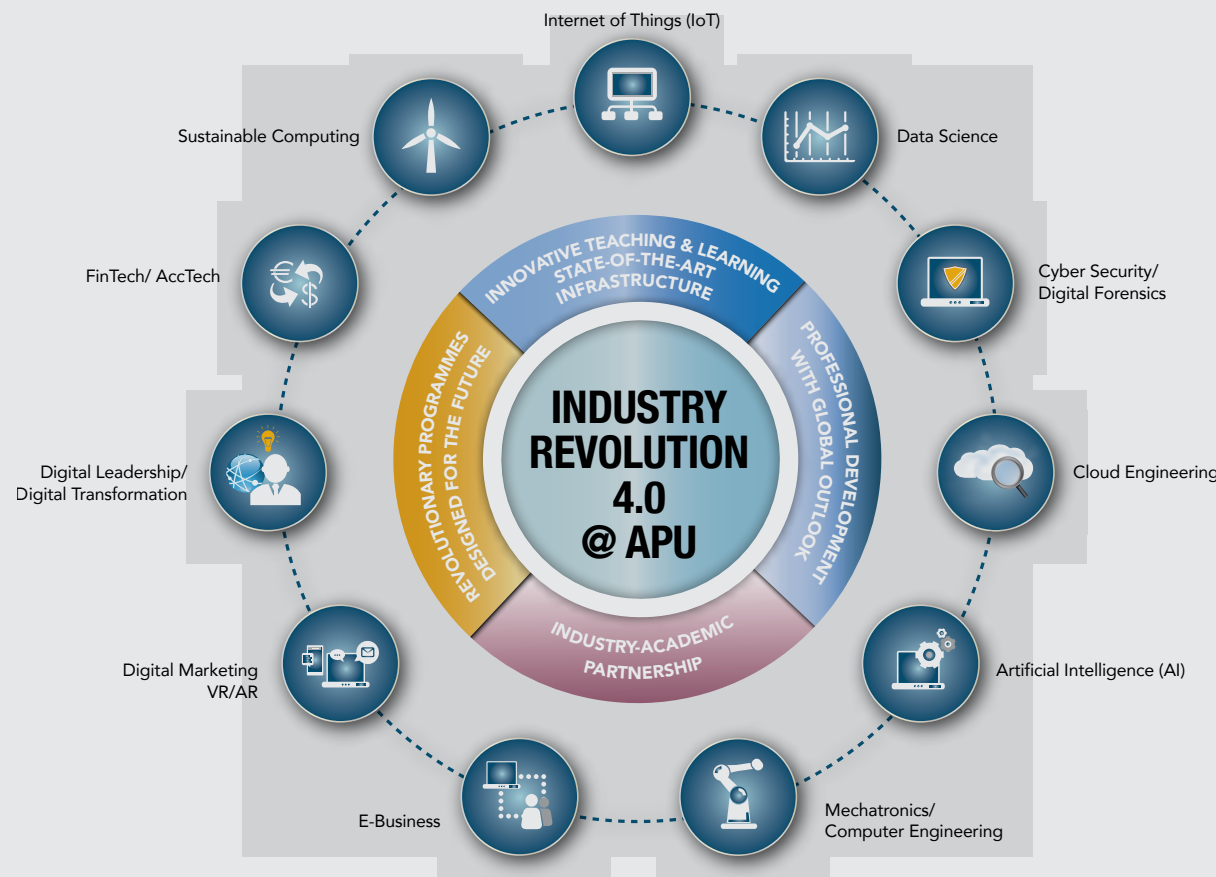 Internet of Things (IoT)
Data Science
Cyber Security/
Digital Forensics
Cloud Engineering
Artificial Intelligence (AI)
Mechatronics/
Computer Engineering
E-Business
Digital Marketing
VR/AR
Digital Leadership/
Digital Transformation
FinTech/ AccTech
Sustainable Computing
INNOVATIVE TEACHING & LEARNING
STATE-OF-THE-ART
INFRASTRUCTURE
PROFESSIONAL DEVELOPMENT
WITH GLOBAL OUTLOOK
INDUSTRY-ACADEMIC
PARTNERSHIP
REVOLUTIONARY PROGRAMMES
DESIGNED FOR THE FUTURE
INDUSTRY
REVOLUTION
4.0
@ APU